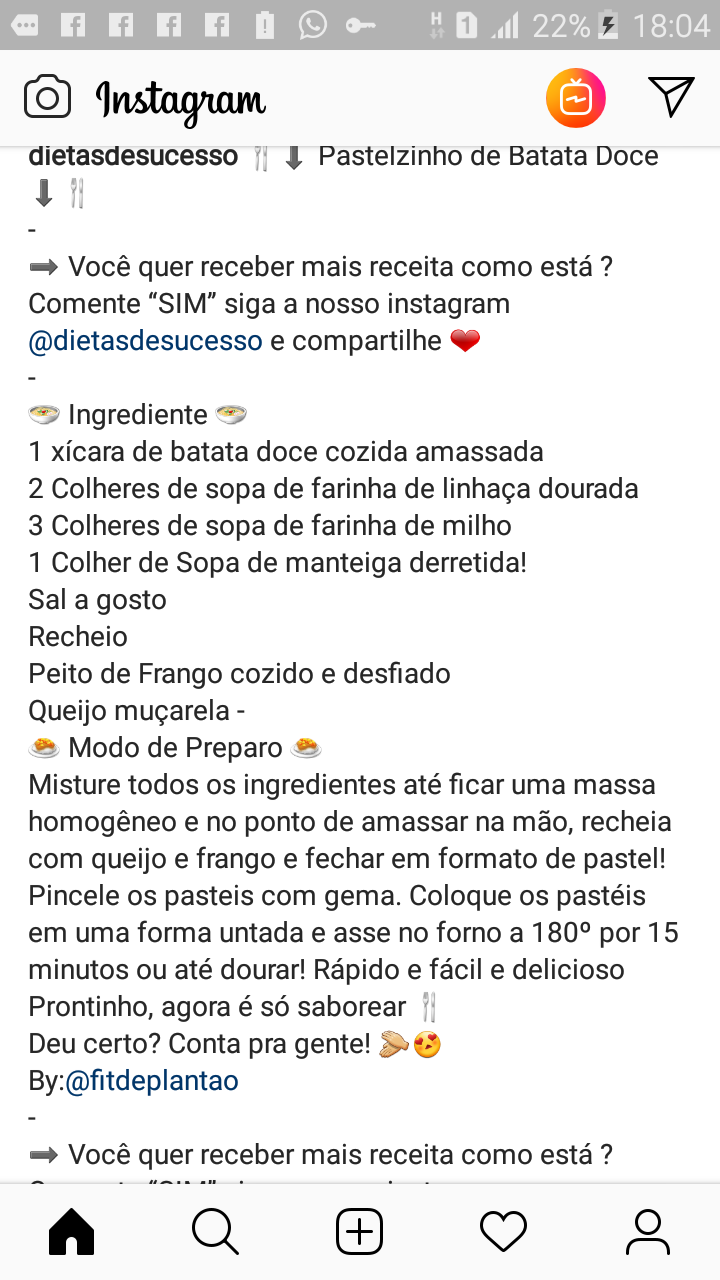 22% 18:04
Instagram
dietasdesucesso 🍴 ⬇ Pastelzinho de Batata Doce
⬇ 🍴
-
➡ Você quer receber mais receita como está ?
Comente “SIM” siga a nosso instagram
@dietasdesucesso e compartilhe ❤
-
🍲 Ingrediente 🍲
1 xícara de batata doce cozida amassada
2 Colheres de sopa de farinha de linhaça dourada
3 Colheres de sopa de farinha de milho
1 Colher de Sopa de manteiga derretida!
Sal a gosto
Recheio
Peito de Frango cozido e desfiado
Queijo muçarela -
🍛 Modo de Preparo 🍛
Misture todos os ingredientes até ficar uma massa
homogêneo e no ponto de amassar na mão, recheia
com queijo e frango e fechar em formato de pastel!
Pincele os pasteis com gema. Coloque os pastéis
em uma forma untada e asse no forno a 180º por 15
minutos ou até dourar! Rápido e fácil e delicioso
Prontinho, agora é só saborear 🍴
Deu certo? Conta pra gente! 👏😍
By:@fitdeplantao
-
➡ Você quer receber mais receita como está ?